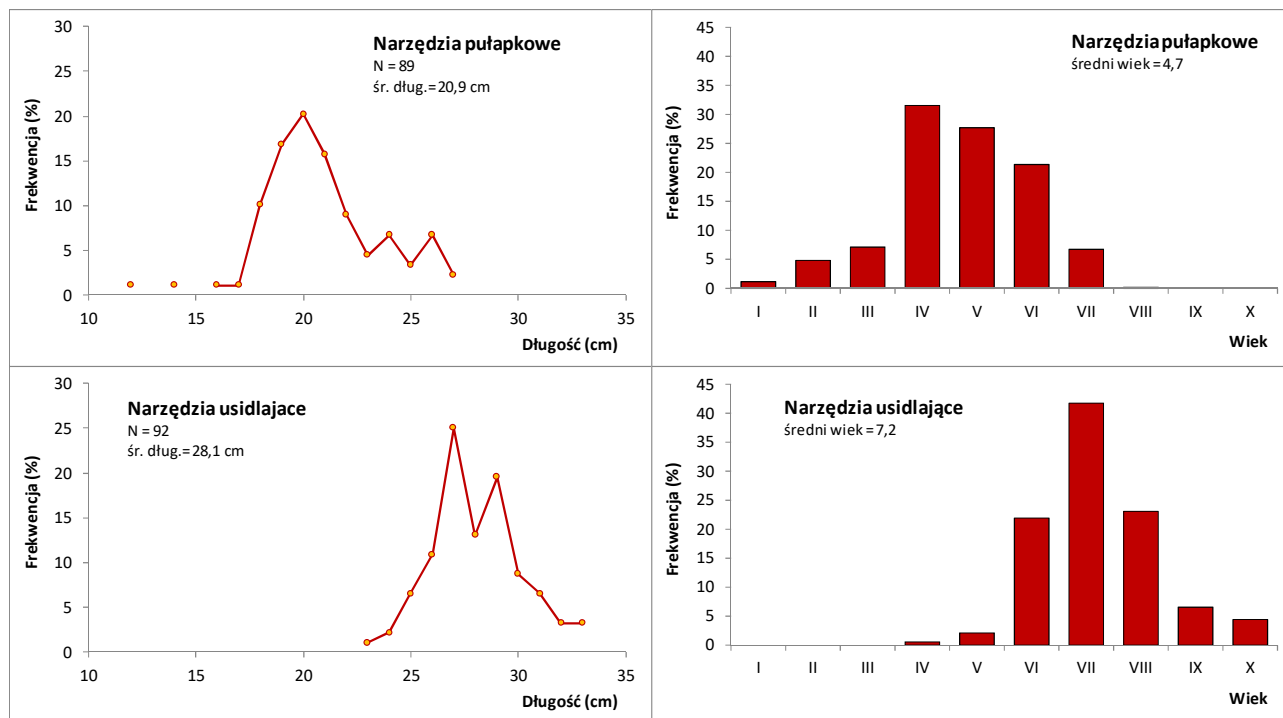 Narzędzia pułapkowe
N = 89
śr. dług.= 20,9 cm
Frekwencja (%)
30
25
20
15
10
5
0
10 15 20 25 30 35
Długość (cm)
Narzędzia pułapkowe
średni wiek = 4,7
Frekwencja (%)
45
40
35
30
25
20
15
10
5
0
I II III IV V VI VII VIII IX X
Wiek
Narzędzia usidlajace
N = 92
śr. dług.= 28,1 cm
Frekwencja (%)
30
25
20
15
10
5
0
10 15 20 25 30 35
Długość (cm)
Narzędzia usidlające
średni wiek = 7,2
Frekwencja (%)
45
40
35
30
25
20
15
10
5
0
I II III IV V VI VII VIII IX X
Wiek